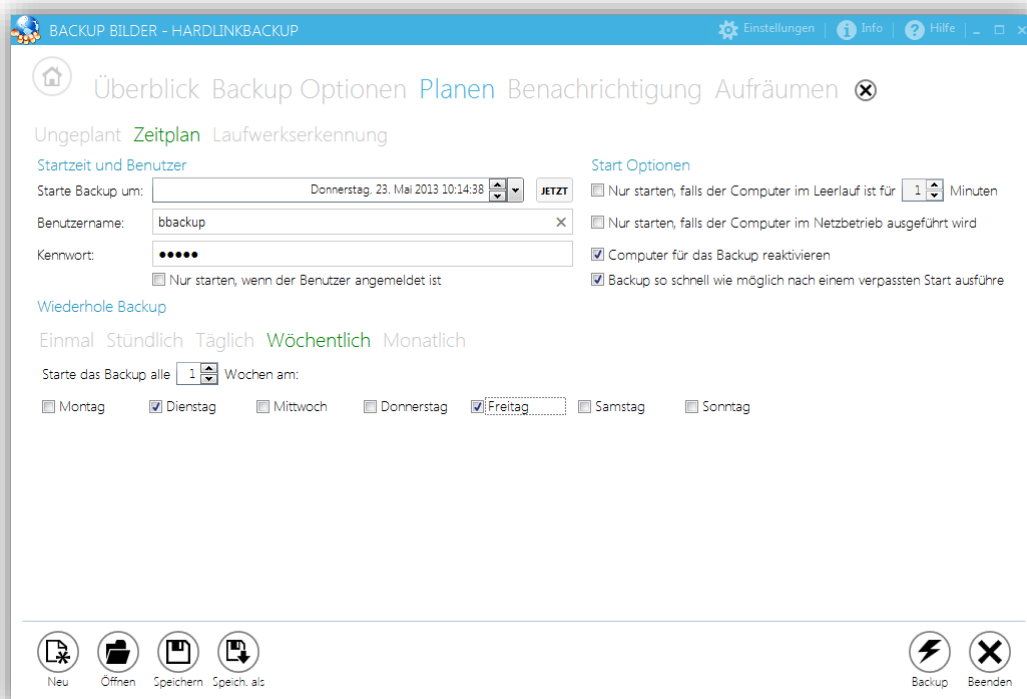 BACKUP BILDER - HARDLINKBACKUP Einstellungen | Info | Hilfe
Überblick Backup Optionen Planen Benachrichtigung Aufräumen
Ungeplant Zeitplan Laufwerkserkennung
Startzeit und Benutzer
Starte Backup um: Donnerstag, 23. Mai 2013 10:14:38 JETZT
Benutzername: bbackup
Kennwort: •••••
Nur starten, wenn der Benutzer angemeldet ist
Start Optionen
Nur starten, falls der Computer im Leerlauf ist für 1 Minuten
Nur starten, falls der Computer im Netzbetrieb ausgeführt wird
Computer für das Backup reaktivieren
Backup so schnell wie möglich nach einem verpassten Start ausführe
Wiederhole Backup
Einmal Stündlich Täglich Wöchentlich Monatlich
Starte das Backup alle 1 Wochen am:
Montag Dienstag Mittwoch Donnerstag Freitag Samstag Sonntag
Neu Öffnen Speichern Speich. als Backup Beenden